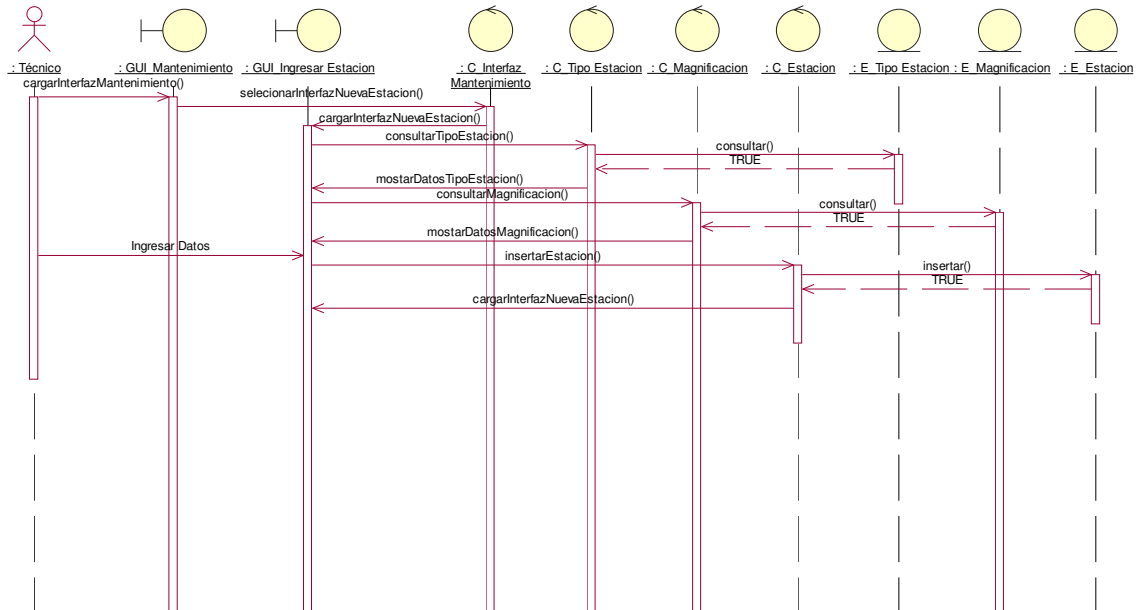 : Técnico
: GUI_Mantenimiento
: GUI_Ingresar Estacion
: C_Interfaz
Mantenimiento
: C_Tipo Estacion
: C_Magnificacion
: C_Estacion
: E_Tipo Estacion
: E_Magnificacion
: E_Estacion
cargarInterfazMantenimiento()
selecionarInterfazNuevaEstacion()
cargarInterfazNuevaEstacion()
consultarTipoEstacion()
consultar()
TRUE
mostarDatosTipoEstacion()
consultarMagnificacion()
consultar()
TRUE
mostarDatosMagnificacion()
Ingresar Datos
insertarEstacion()
insertar()
TRUE
cargarInterfazNuevaEstacion()